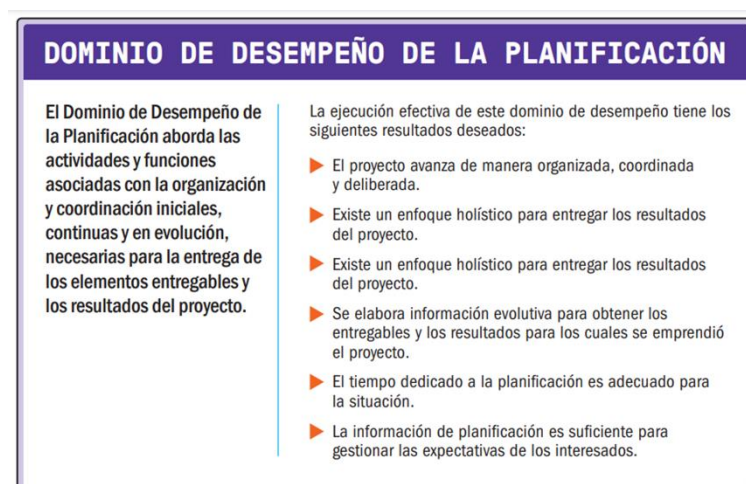 DOMINIO DE DESEMPEÑO DE LA PLANIFICACIÓN
El Dominio de Desempeño de
la Planificación aborda las
actividades y funciones
asociadas con la organización
y coordinación iniciales,
continuas y en evolución,
necesarias para la entrega de
los elementos entregables y
los resultados del proyecto.
La ejecución efectiva de este dominio de desempeño tiene los
siguientes resultados deseados:
El proyecto avanza de manera organizada, coordinada
y deliberada.
Existe un enfoque holístico para entregar los resultados
del proyecto.
Existe un enfoque holístico para entregar los resultados
del proyecto.
Se elabora información evolutiva para obtener los
entregables y los resultados para los cuales se emprendió
el proyecto.
El tiempo dedicado a la planificación es adecuado para
la situación.
La información de planificación es suficiente para
gestionar las expectativas de los interesados.